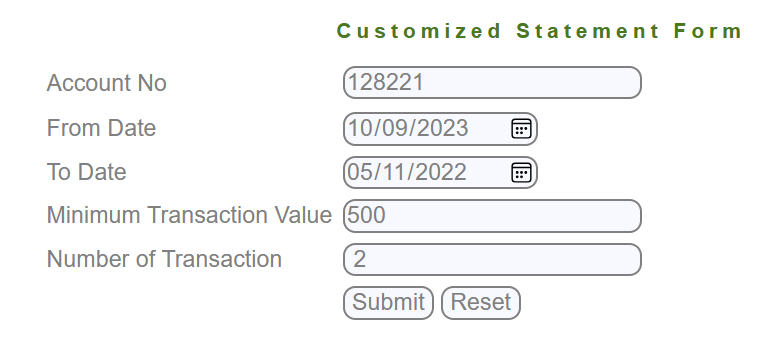 Customized Statement Form
Account No 128221
From Date 10/09/2023
To Date 05/11/2022
Minimum Transaction Value 500
Number of Transaction 2
Submit Reset